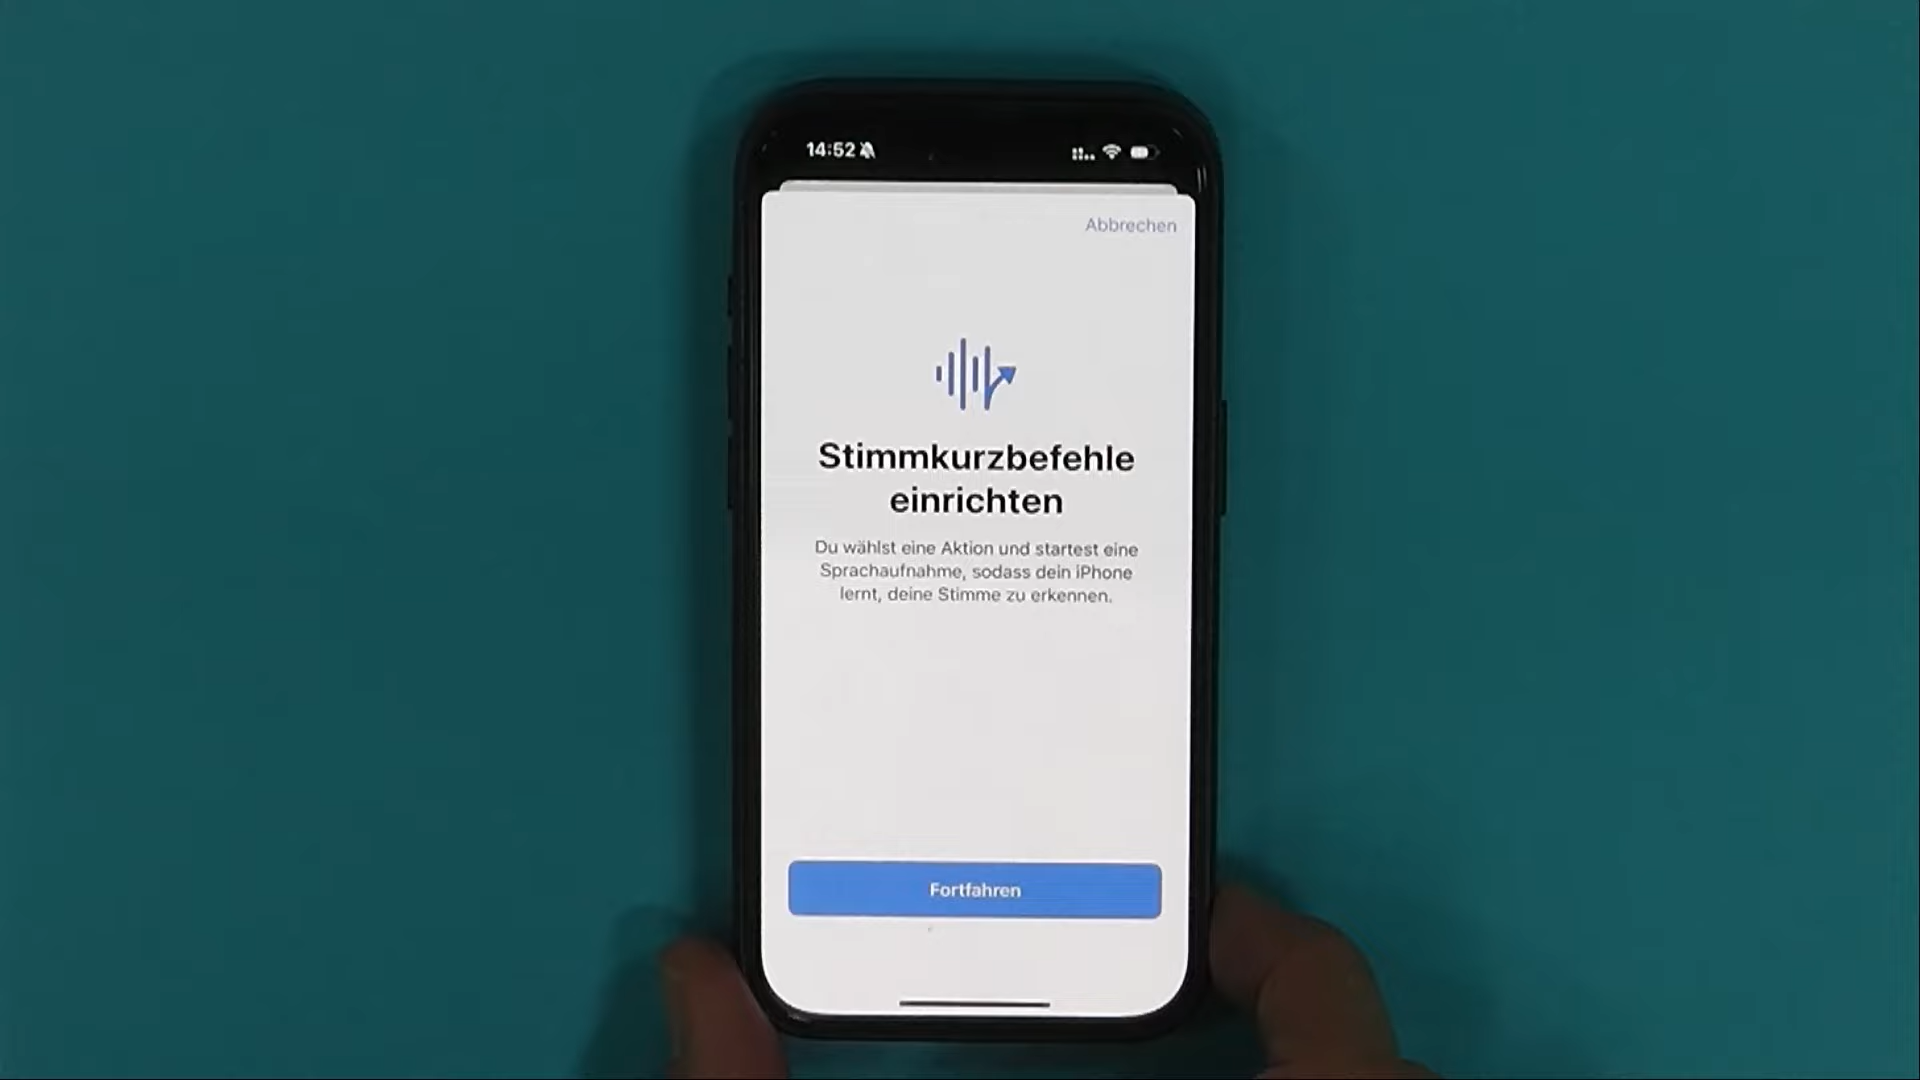 14:52
Abbrechen
Stimmkurzbefehle
einrichten
Du wählst eine Aktion und startest eine
Sprachaufnahme, sodass dein iPhone
lernt, deine Stimme zu erkennen.
Fortfahren